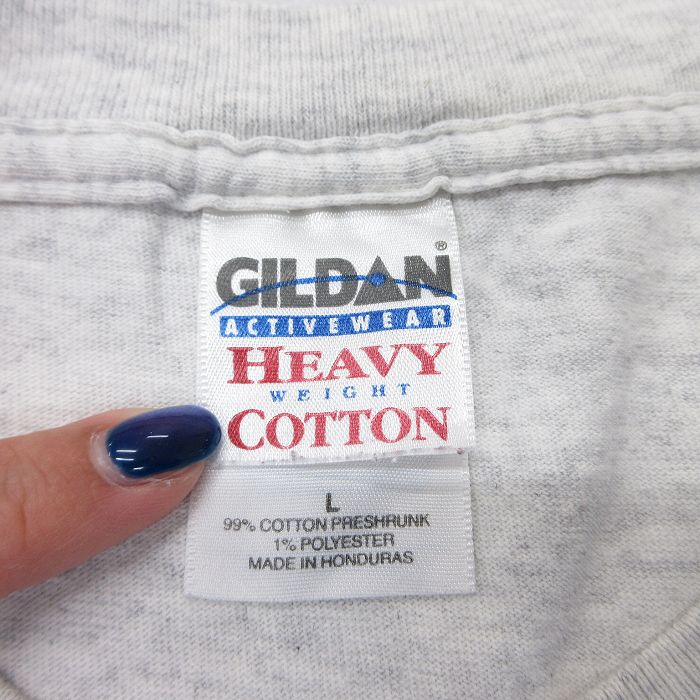 GILDAN®
ACTIVEWEAR
HEAVY
WEIGHT
COTTON
L
99% COTTON PRESHRUNK
1% POLYESTER
MADE IN HONDURAS